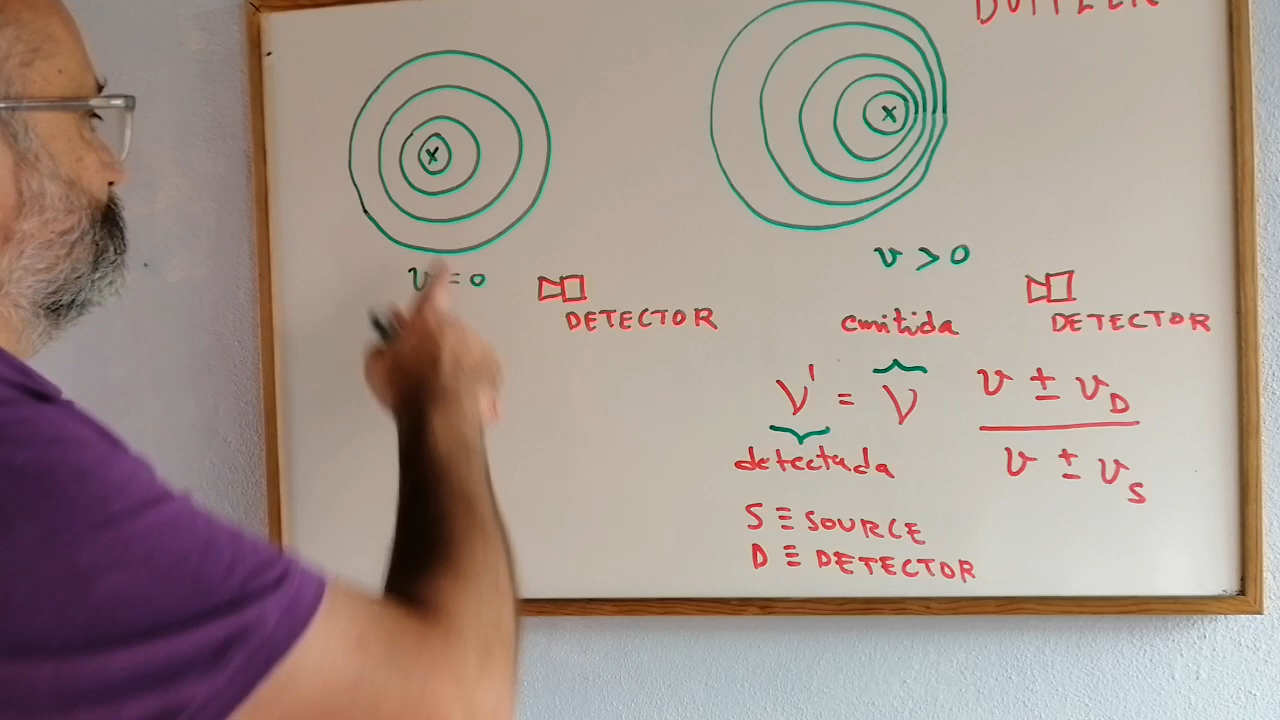 DOPPLER
v = 0
DETECTOR
v > 0
DETECTOR
emitida
ν' = ν (v ± v_D) / (v ± v_S)
detectada
S ≡ SOURCE
D ≡ DETECTOR